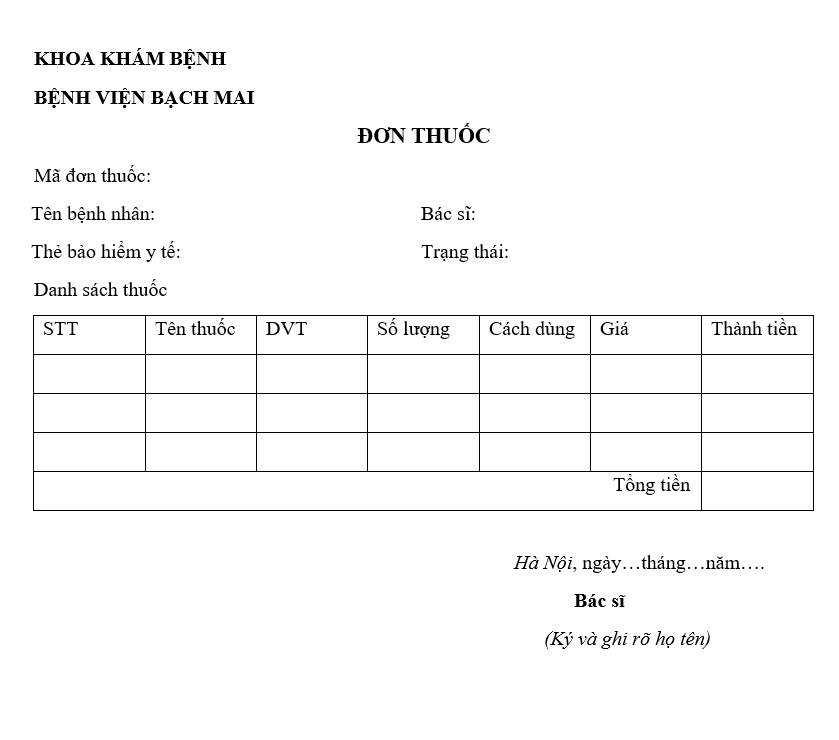 KHOA KHÁM BỆNH
BỆNH VIỆN BẠCH MAI
ĐƠN THUỐC
Mã đơn thuốc:
Tên bệnh nhân: Bác sĩ:
Thẻ bảo hiểm y tế: Trạng thái:
Danh sách thuốc
STT Tên thuốc DVT Số lượng Cách dùng Giá Thành tiền
Tổng tiền
Hà Nội, ngày…tháng…năm….
Bác sĩ
(Ký và ghi rõ họ tên)